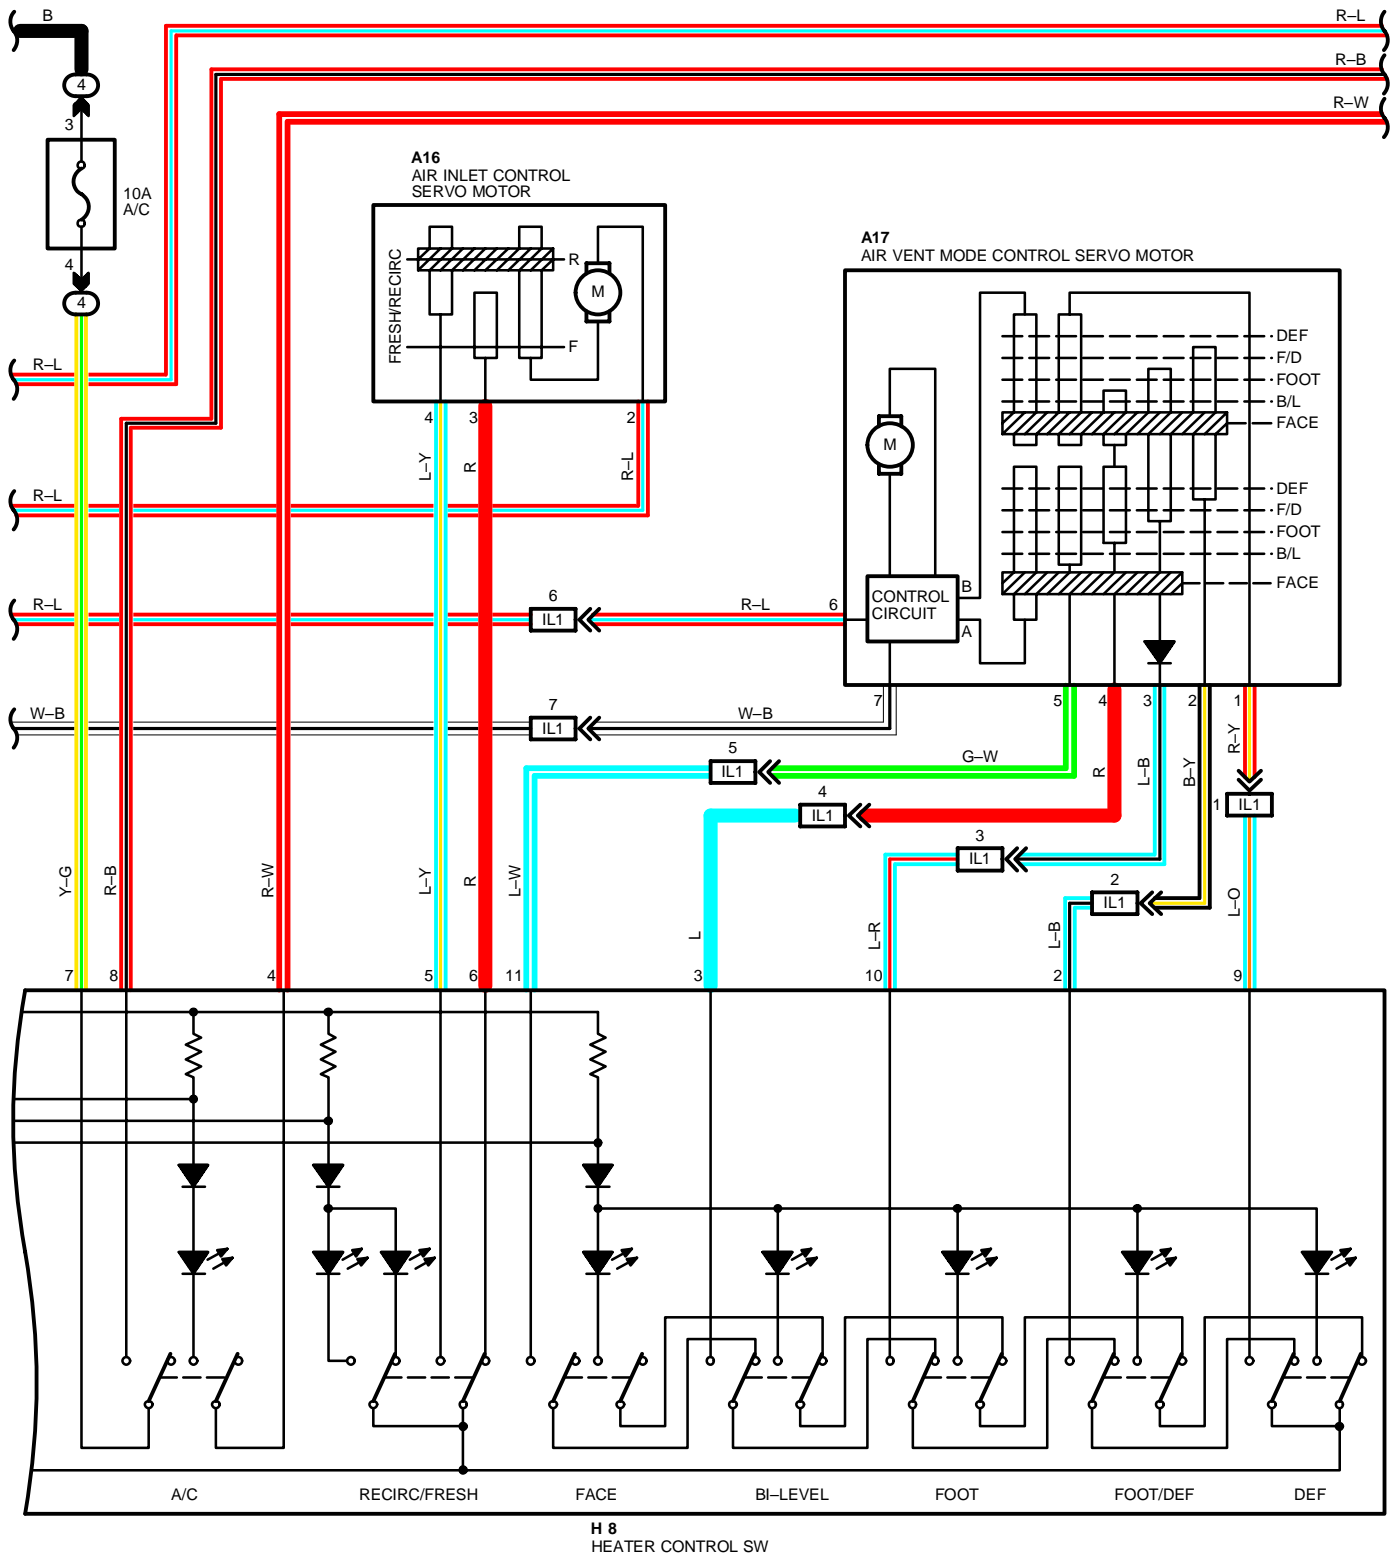 B
R–L
R–B
R–W
4
3
10A
A/C
4
4
A16
AIR INLET CONTROL
SERVO MOTOR
FRESH/RECIRC
R
F
M
A17
AIR VENT MODE CONTROL SERVO MOTOR
DEF
F/D
FOOT
B/L
FACE
M
DEF
F/D
FOOT
B/L
FACE
CONTROL
CIRCUIT
B
A
R–L
4
3
2
L–Y
R
R–L
R–L
R–L
6
IL1
R–L
6
W–B
7
IL1
W–B
7
5
4
3
2
1
G–W
R
L–B
B–Y
R–Y
5
IL1
4
IL1
3
IL1
2
IL1
1
IL1
Y–G
R–B
R–W
L–Y
R
L–W
L
L–R
L–B
L–O
7
8
4
5
6
11
3
10
2
9
A/C
RECIRC/FRESH
FACE
BI–LEVEL
FOOT
FOOT/DEF
DEF
H 8
HEATER CONTROL SW